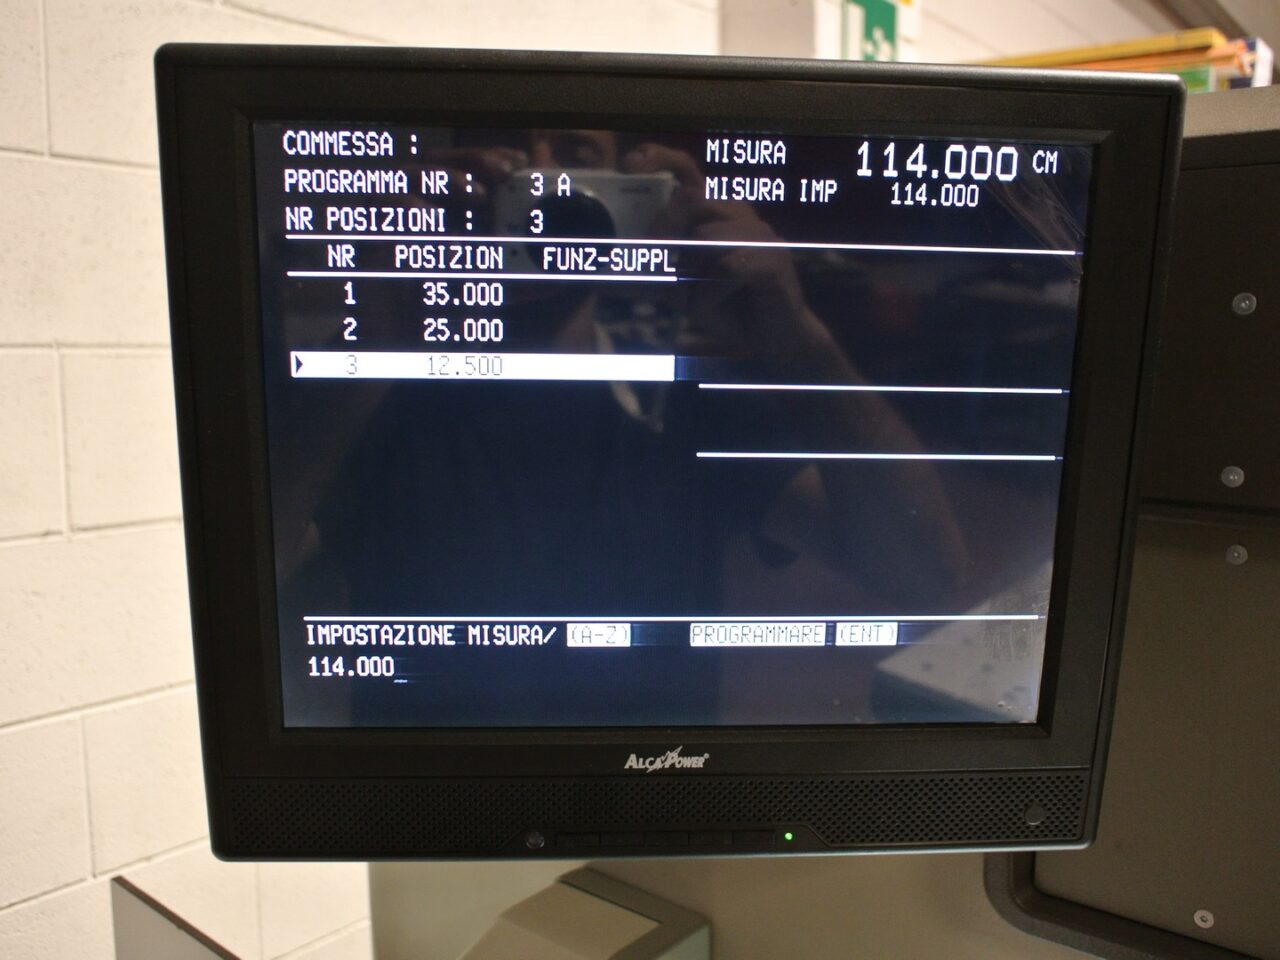 COMMESSA :
MISURA 114.000 CM
PROGRAMMA NR : 3 A
MISURA IMP 114.000
NR POSIZIONI : 3
NR POSIZION FUNZ-SUPPL
1 35.000
2 25.000
3 12.500
IMPOSTAZIONE MISURA/ (A-Z) PROGRAMMARE (ENT)
114.000_
ALCAPOWER®